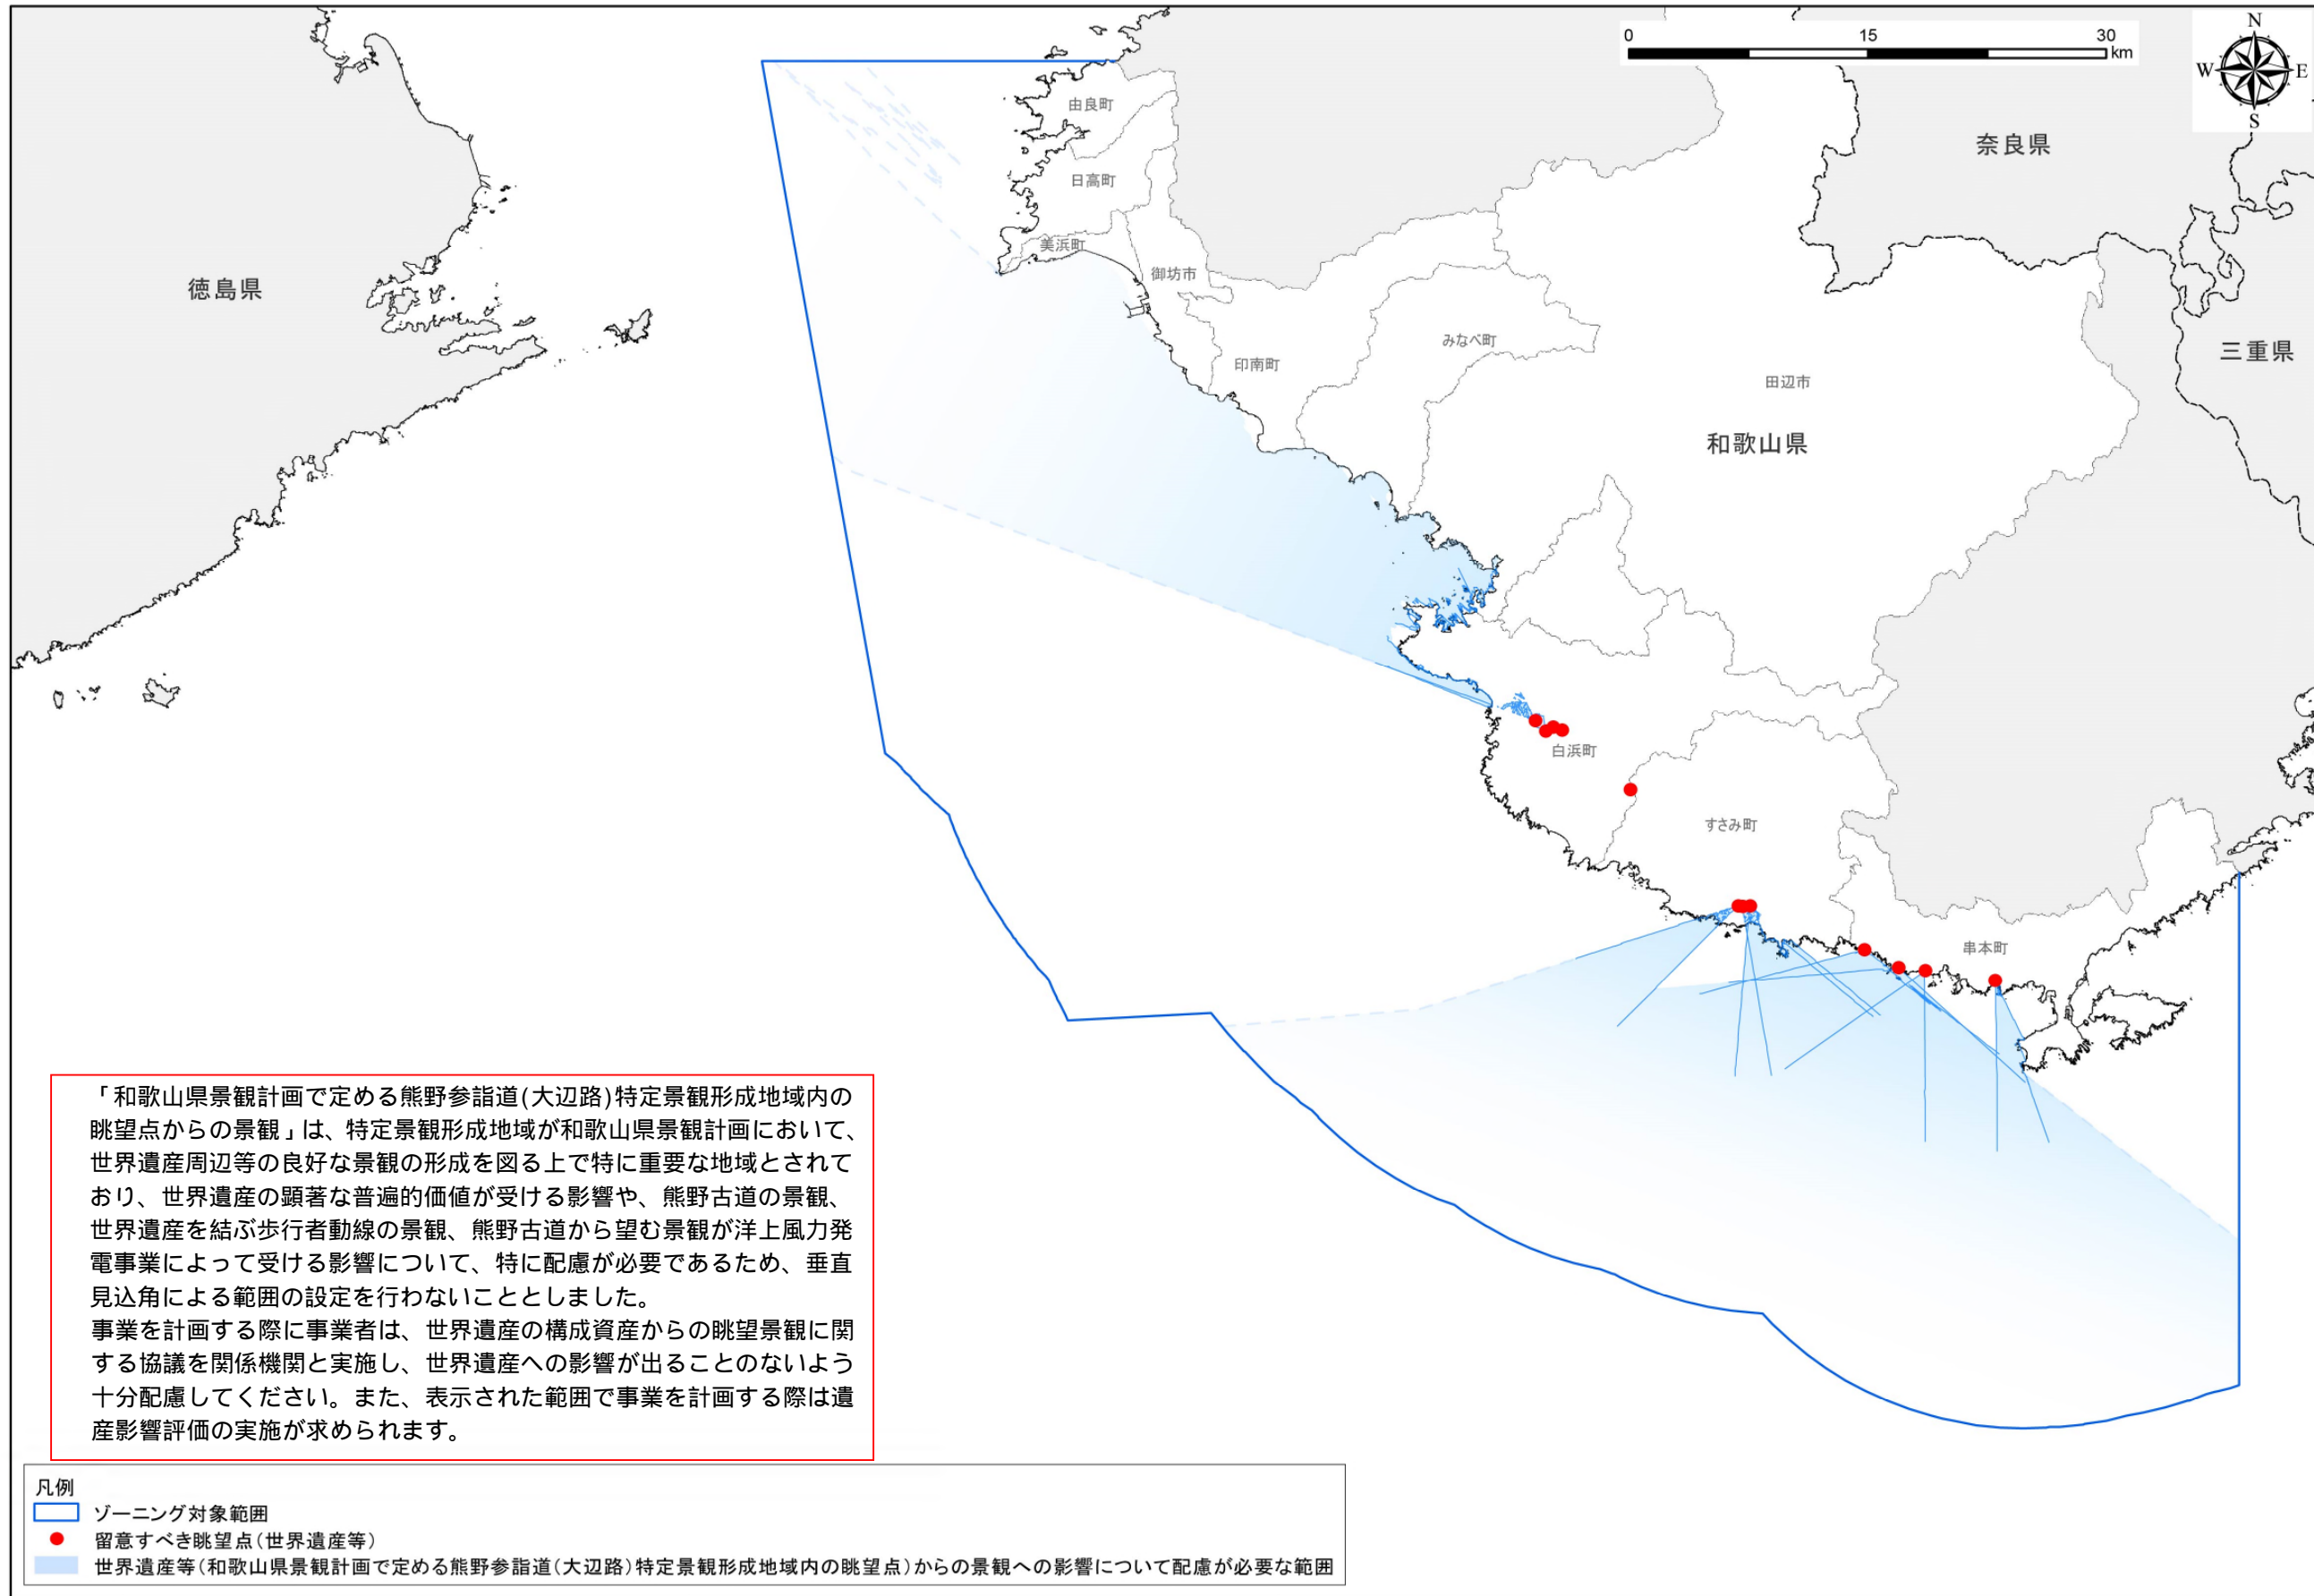 0 15 30
km
N
W E
S
由良町
奈良県
日高町
美浜町
御坊市
徳島県
みなべ町
三重県
印南町
田辺市
和歌山県
白浜町
すさみ町
串本町
「和歌山県景観計画で定める熊野参詣道(大辺路)特定景観形成地域内の
眺望点からの景観」は、特定景観形成地域が和歌山県景観計画において、
世界遺産周辺等の良好な景観の形成を図る上で特に重要な地域とされて
おり、世界遺産の顕著な普遍的価値が受ける影響や、熊野古道の景観、
世界遺産を結ぶ歩行者動線の景観、熊野古道から望む景観が洋上風力発
電事業によって受ける影響について、特に配慮が必要であるため、垂直
見込角による範囲の設定を行わないこととしました。
事業を計画する際に事業者は、世界遺産の構成資産からの眺望景観に関
する協議を関係機関と実施し、世界遺産への影響が出ることのないよう
十分配慮してください。また、表示された範囲で事業を計画する際は遺
産影響評価の実施が求められます。
凡例
ゾーニング対象範囲
留意すべき眺望点(世界遺産等)
世界遺産等(和歌山県景観計画で定める熊野参詣道(大辺路)特定景観形成地域内の眺望点)からの景観への影響について配慮が必要な範囲